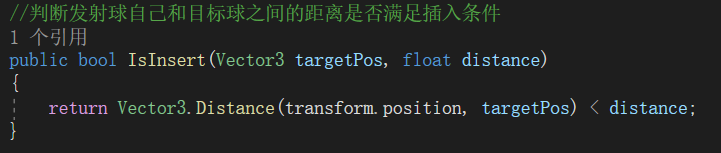 //判断发射球自己和目标球之间的距离是否满足插入条件
1 个引用
public bool IsInsert(Vector3 targetPos, float distance)
{
return Vector3.Distance(transform.position, targetPos) < distance;
}